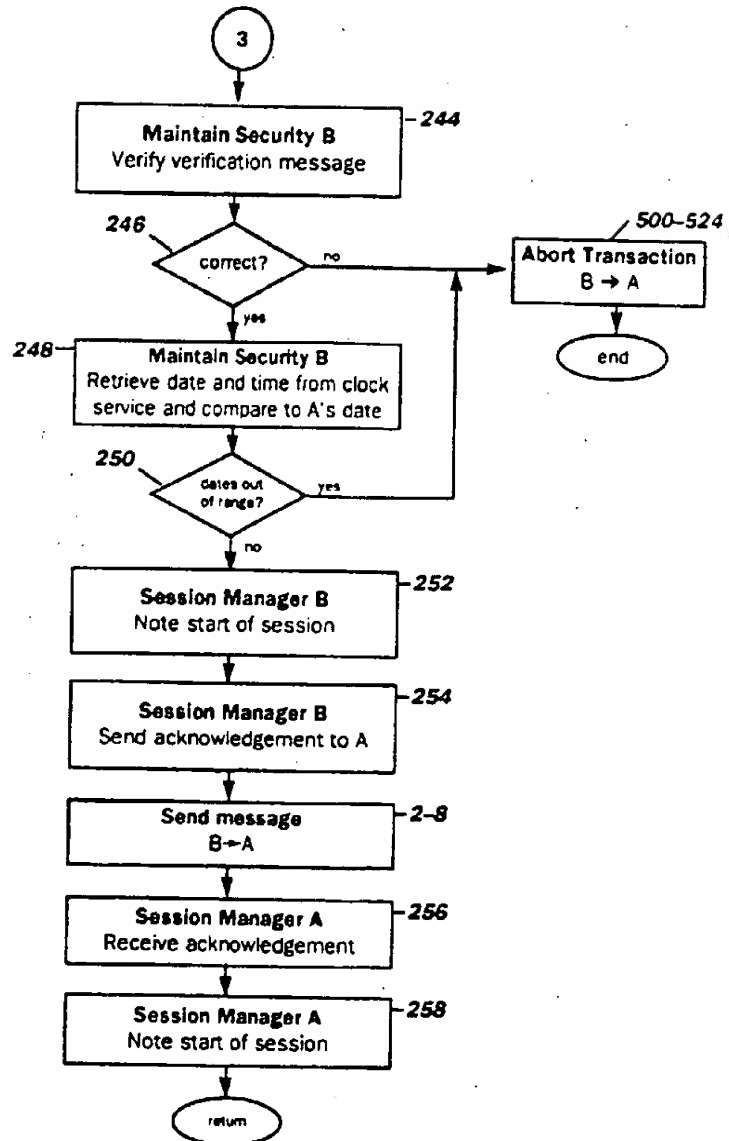 3
Maintain Security B
Verify verification message
244
246
correct?
no
yes
500-524
Abort Transaction
B → A
end
248
Maintain Security B
Retrieve date and time from clock
service and compare to A's date
250
dates out
of range?
yes
no
Session Manager B
Note start of session
252
Session Manager B
Send acknowledgement to A
254
Send message
B→A
2-8
Session Manager A
Receive acknowledgement
256
Session Manager A
Note start of session
258
return